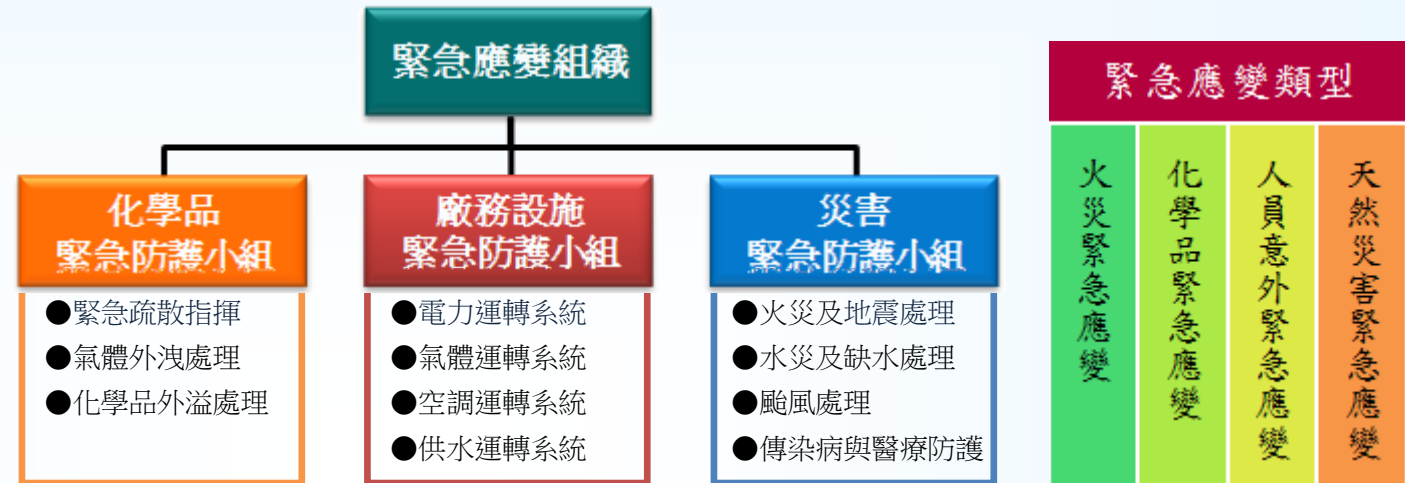 緊急應變組織
化學品
緊急防護小組
●緊急疏散指揮
●氣體外洩處理
●化學品外溢處理
廠務設施
緊急防護小組
●電力運轉系統
●氣體運轉系統
●空調運轉系統
●供水運轉系統
災害
緊急防護小組
●火災及地震處理
●水災及缺水處理
●颱風處理
●傳染病與醫療防護
緊急應變類型
火災緊急應變
化學品緊急應變
人員意外緊急應變
天然災害緊急應變